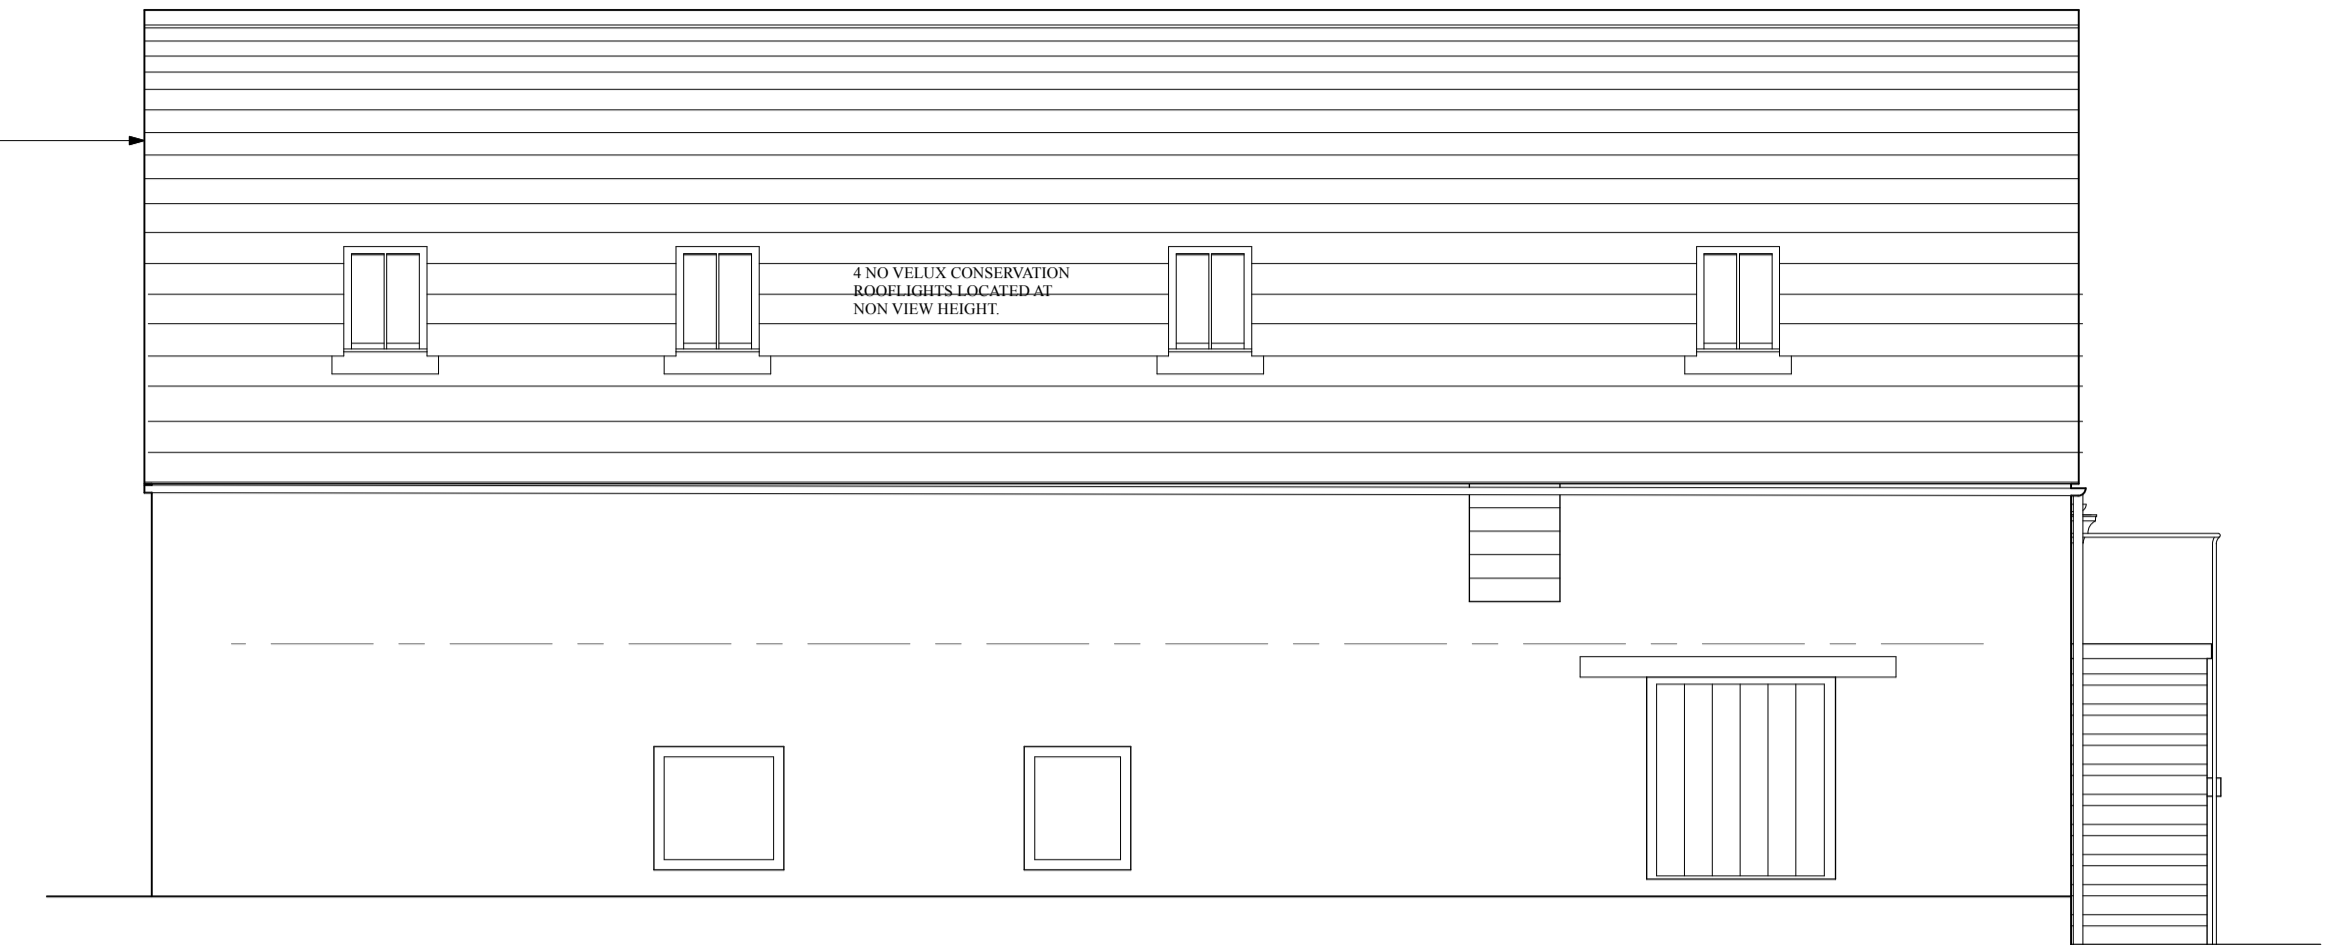 4 NO VELUX CONSERVATION
ROOFLIGHTS LOCATED AT
NON VIEW HEIGHT.